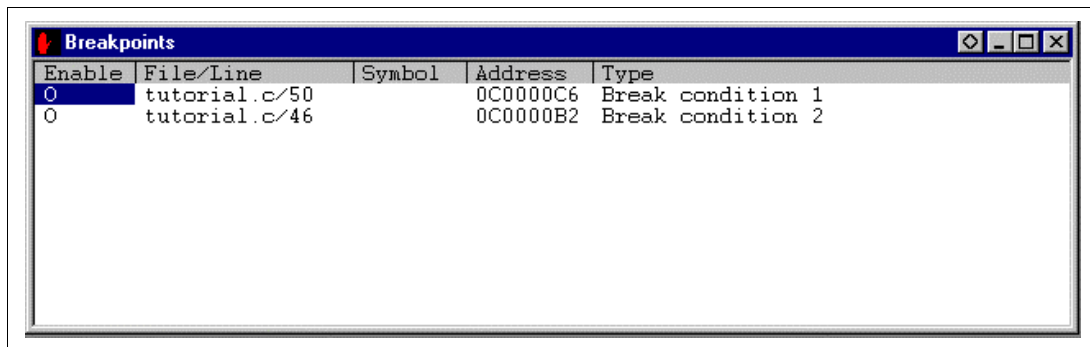 Breakpoints
Enable File/Line Symbol Address Type
O tutorial.c/50 0C0000C6 Break condition 1
O tutorial.c/46 0C0000B2 Break condition 2